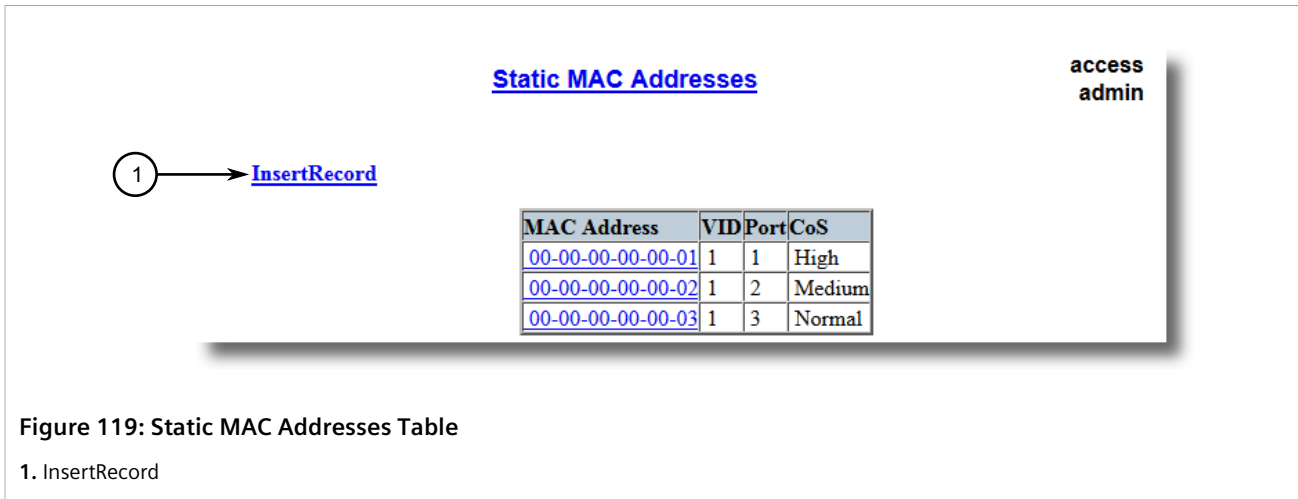 Static MAC Addresses
access
admin
1
InsertRecord
MAC Address VID Port CoS
00-00-00-00-00-01 1 1 High
00-00-00-00-00-02 1 2 Medium
00-00-00-00-00-03 1 3 Normal
Figure 119: Static MAC Addresses Table
1. InsertRecord